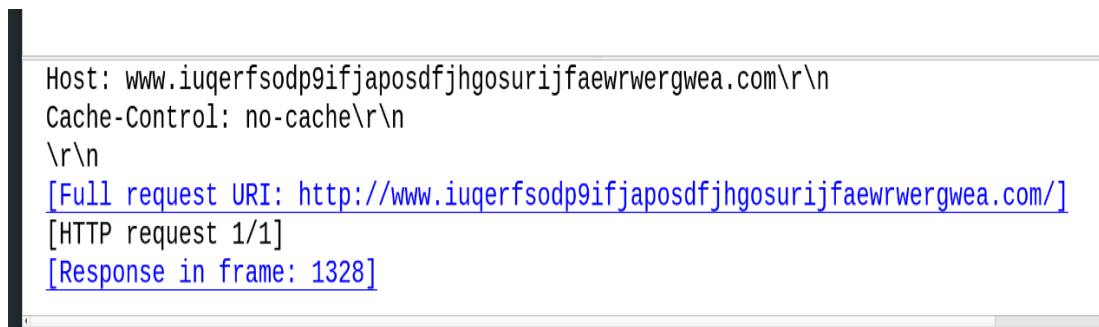 Host: www.iuqerfsodp9ifjaposdfjhgosurijfaewrwergwea.com\r\n
Cache-Control: no-cache\r\n
\r\n
[Full request URI: http://www.iuqerfsodp9ifjaposdfjhgosurijfaewrwergwea.com/]
[HTTP request 1/1]
[Response in frame: 1328]